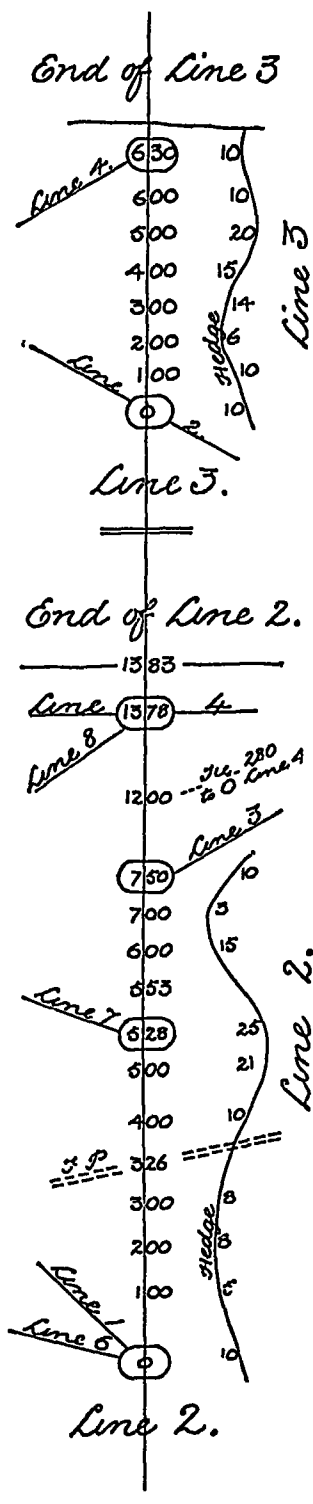 End of Line 3
630 10
Line 4.
600 10
500 20
400 15
300 14
200 6
Hedge
Line 3
100 10
Line 2.
0 10
Line 3.
End of Line 2.
1383
Line 1378 4
Line 8
1200 280
to 0 Line 4
Line 3
750 10
700 3
600 15
553
Line 7
528 25
500 21
Line 2.
400 10
F P 326
300 8
200 8
Hedge
100
Line 1
Line 6
0 10
Line 2.